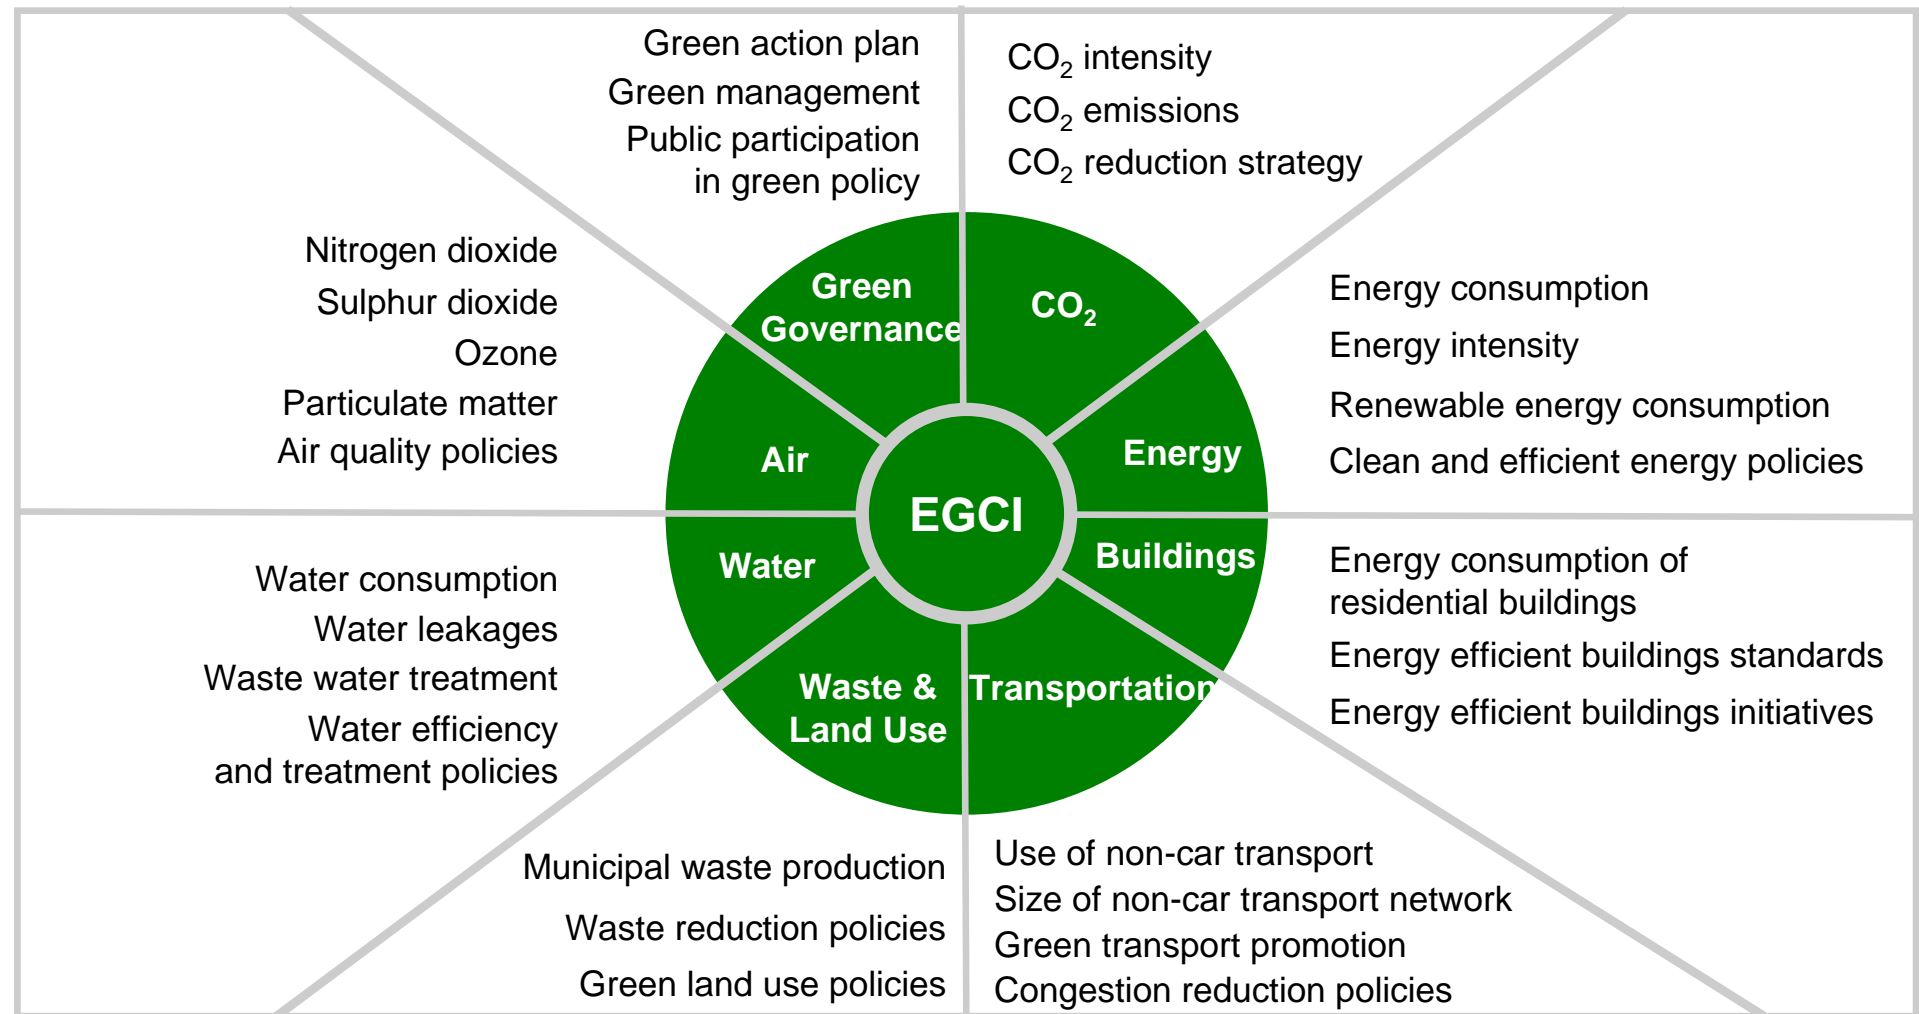 Green action plan
Green management
Public participation
in green policy
CO₂ intensity
CO₂ emissions
CO₂ reduction strategy
Nitrogen dioxide
Sulphur dioxide
Ozone
Particulate matter
Air quality policies
Green
Governance
CO₂
Air
Energy
EGCI
Water
Buildings
Waste &
Land Use
Transportation
Energy consumption
Energy intensity
Renewable energy consumption
Clean and efficient energy policies
Water consumption
Water leakages
Waste water treatment
Water efficiency
and treatment policies
Energy consumption of
residential buildings
Energy efficient buildings standards
Energy efficient buildings initiatives
Municipal waste production
Waste reduction policies
Green land use policies
Use of non-car transport
Size of non-car transport network
Green transport promotion
Congestion reduction policies